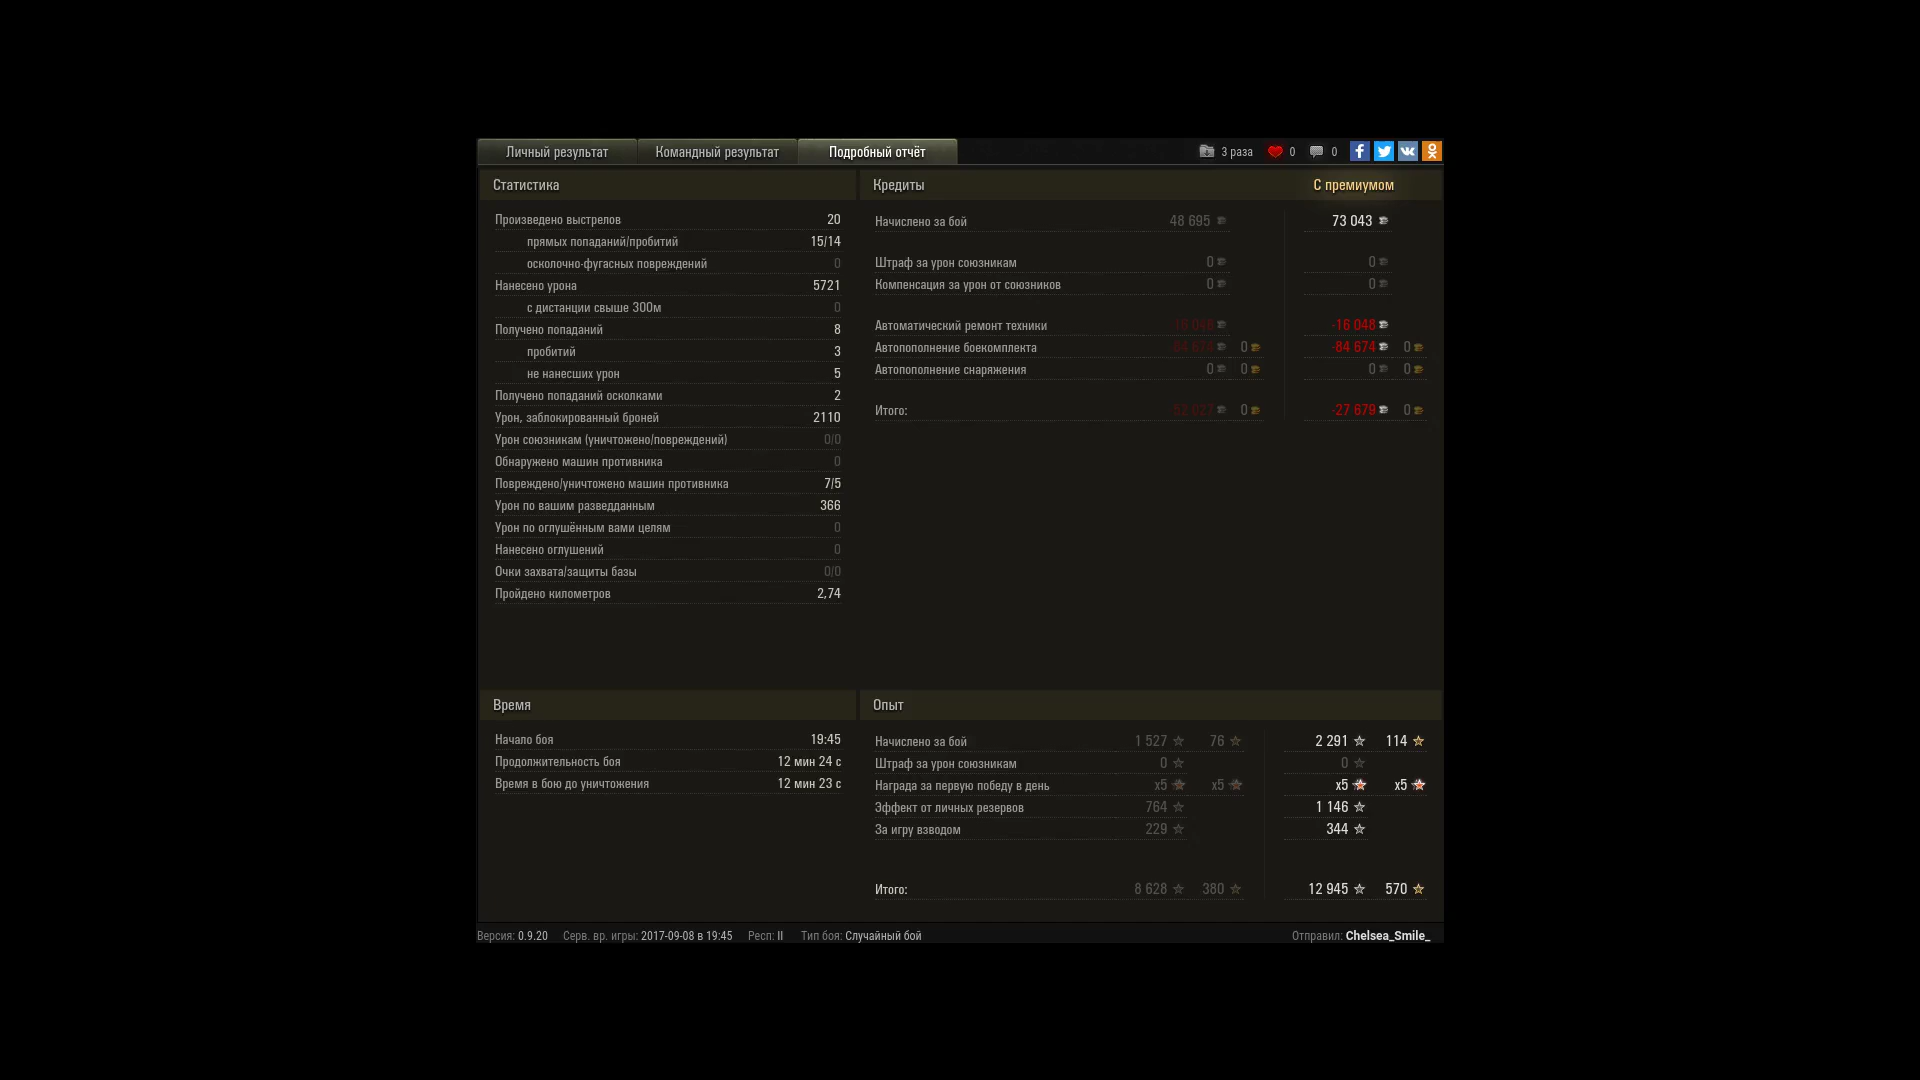 Личный результат Командный результат Подробный отчёт 3 раза 0 0
Статистика
Произведено выстрелов 20
прямых попаданий/пробитий 15/14
осколочно-фугасных повреждений 0
Нанесено урона 5721
с дистанции свыше 300м 0
Получено попаданий 8
пробитий 3
не нанесших урон 5
Получено попаданий осколками 2
Урон, заблокированный броней 2110
Урон союзникам (уничтожено/повреждений) 0/0
Обнаружено машин противника 0
Повреждено/уничтожено машин противника 7/5
Урон по вашим разведданным 366
Урон по оглушённым вами целям 0
Нанесено оглушений 0
Очки захвата/защиты базы 0/0
Пройдено километров 2,74
Кредиты С премиумом
Начислено за бой 48 695 73 043
Штраф за урон союзникам 0 0
Компенсация за урон от союзников 0 0
Автоматический ремонт техники -16 048 -16 048
Автопополнение боекомплекта -84 674 0 -84 674 0
Автопополнение снаряжения 0 0 0 0
Итого: -52 027 0 -27 679 0
Время
Начало боя 19:45
Продолжительность боя 12 мин 24 с
Время в бою до уничтожения 12 мин 23 с
Опыт
Начислено за бой 1 527 76 2 291 114
Штраф за урон союзникам 0 0
Награда за первую победу в день x5 x5 x5 x5
Эффект от личных резервов 764 1 146
За игру взводом 229 344
Итого: 8 628 380 12 945 570
Версия: 0.9.20 Серв. вр. игры: 2017-09-08 в 19:45 Респ: II Тип боя: Случайный бой Отправил: Chelsea_Smile_